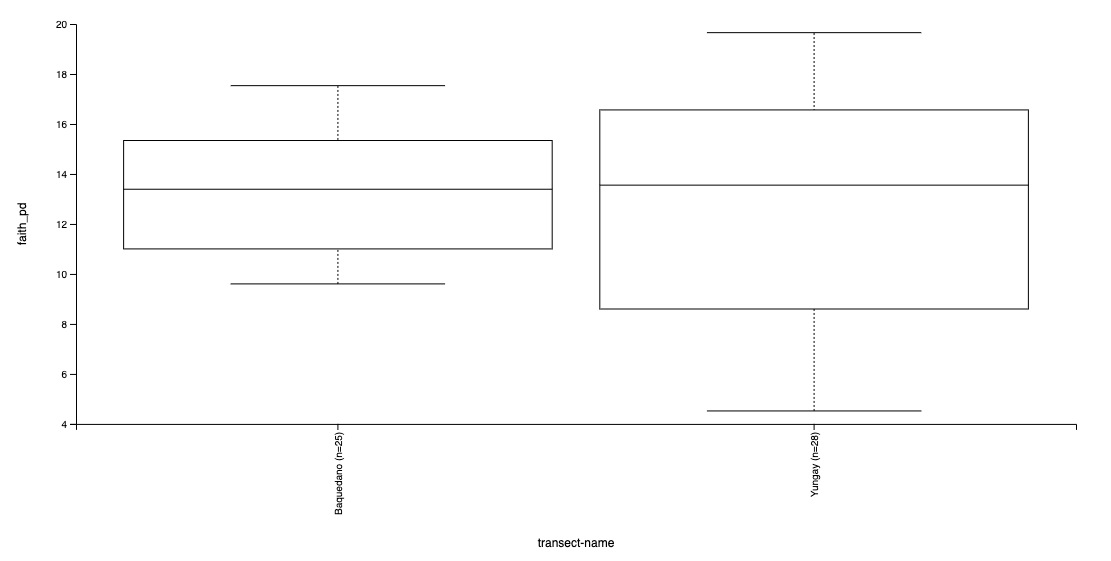 20
18
16
14
12
10
8
6
4
faith_pd
Baquedano (n=25)
Yungay (n=28)
transect-name